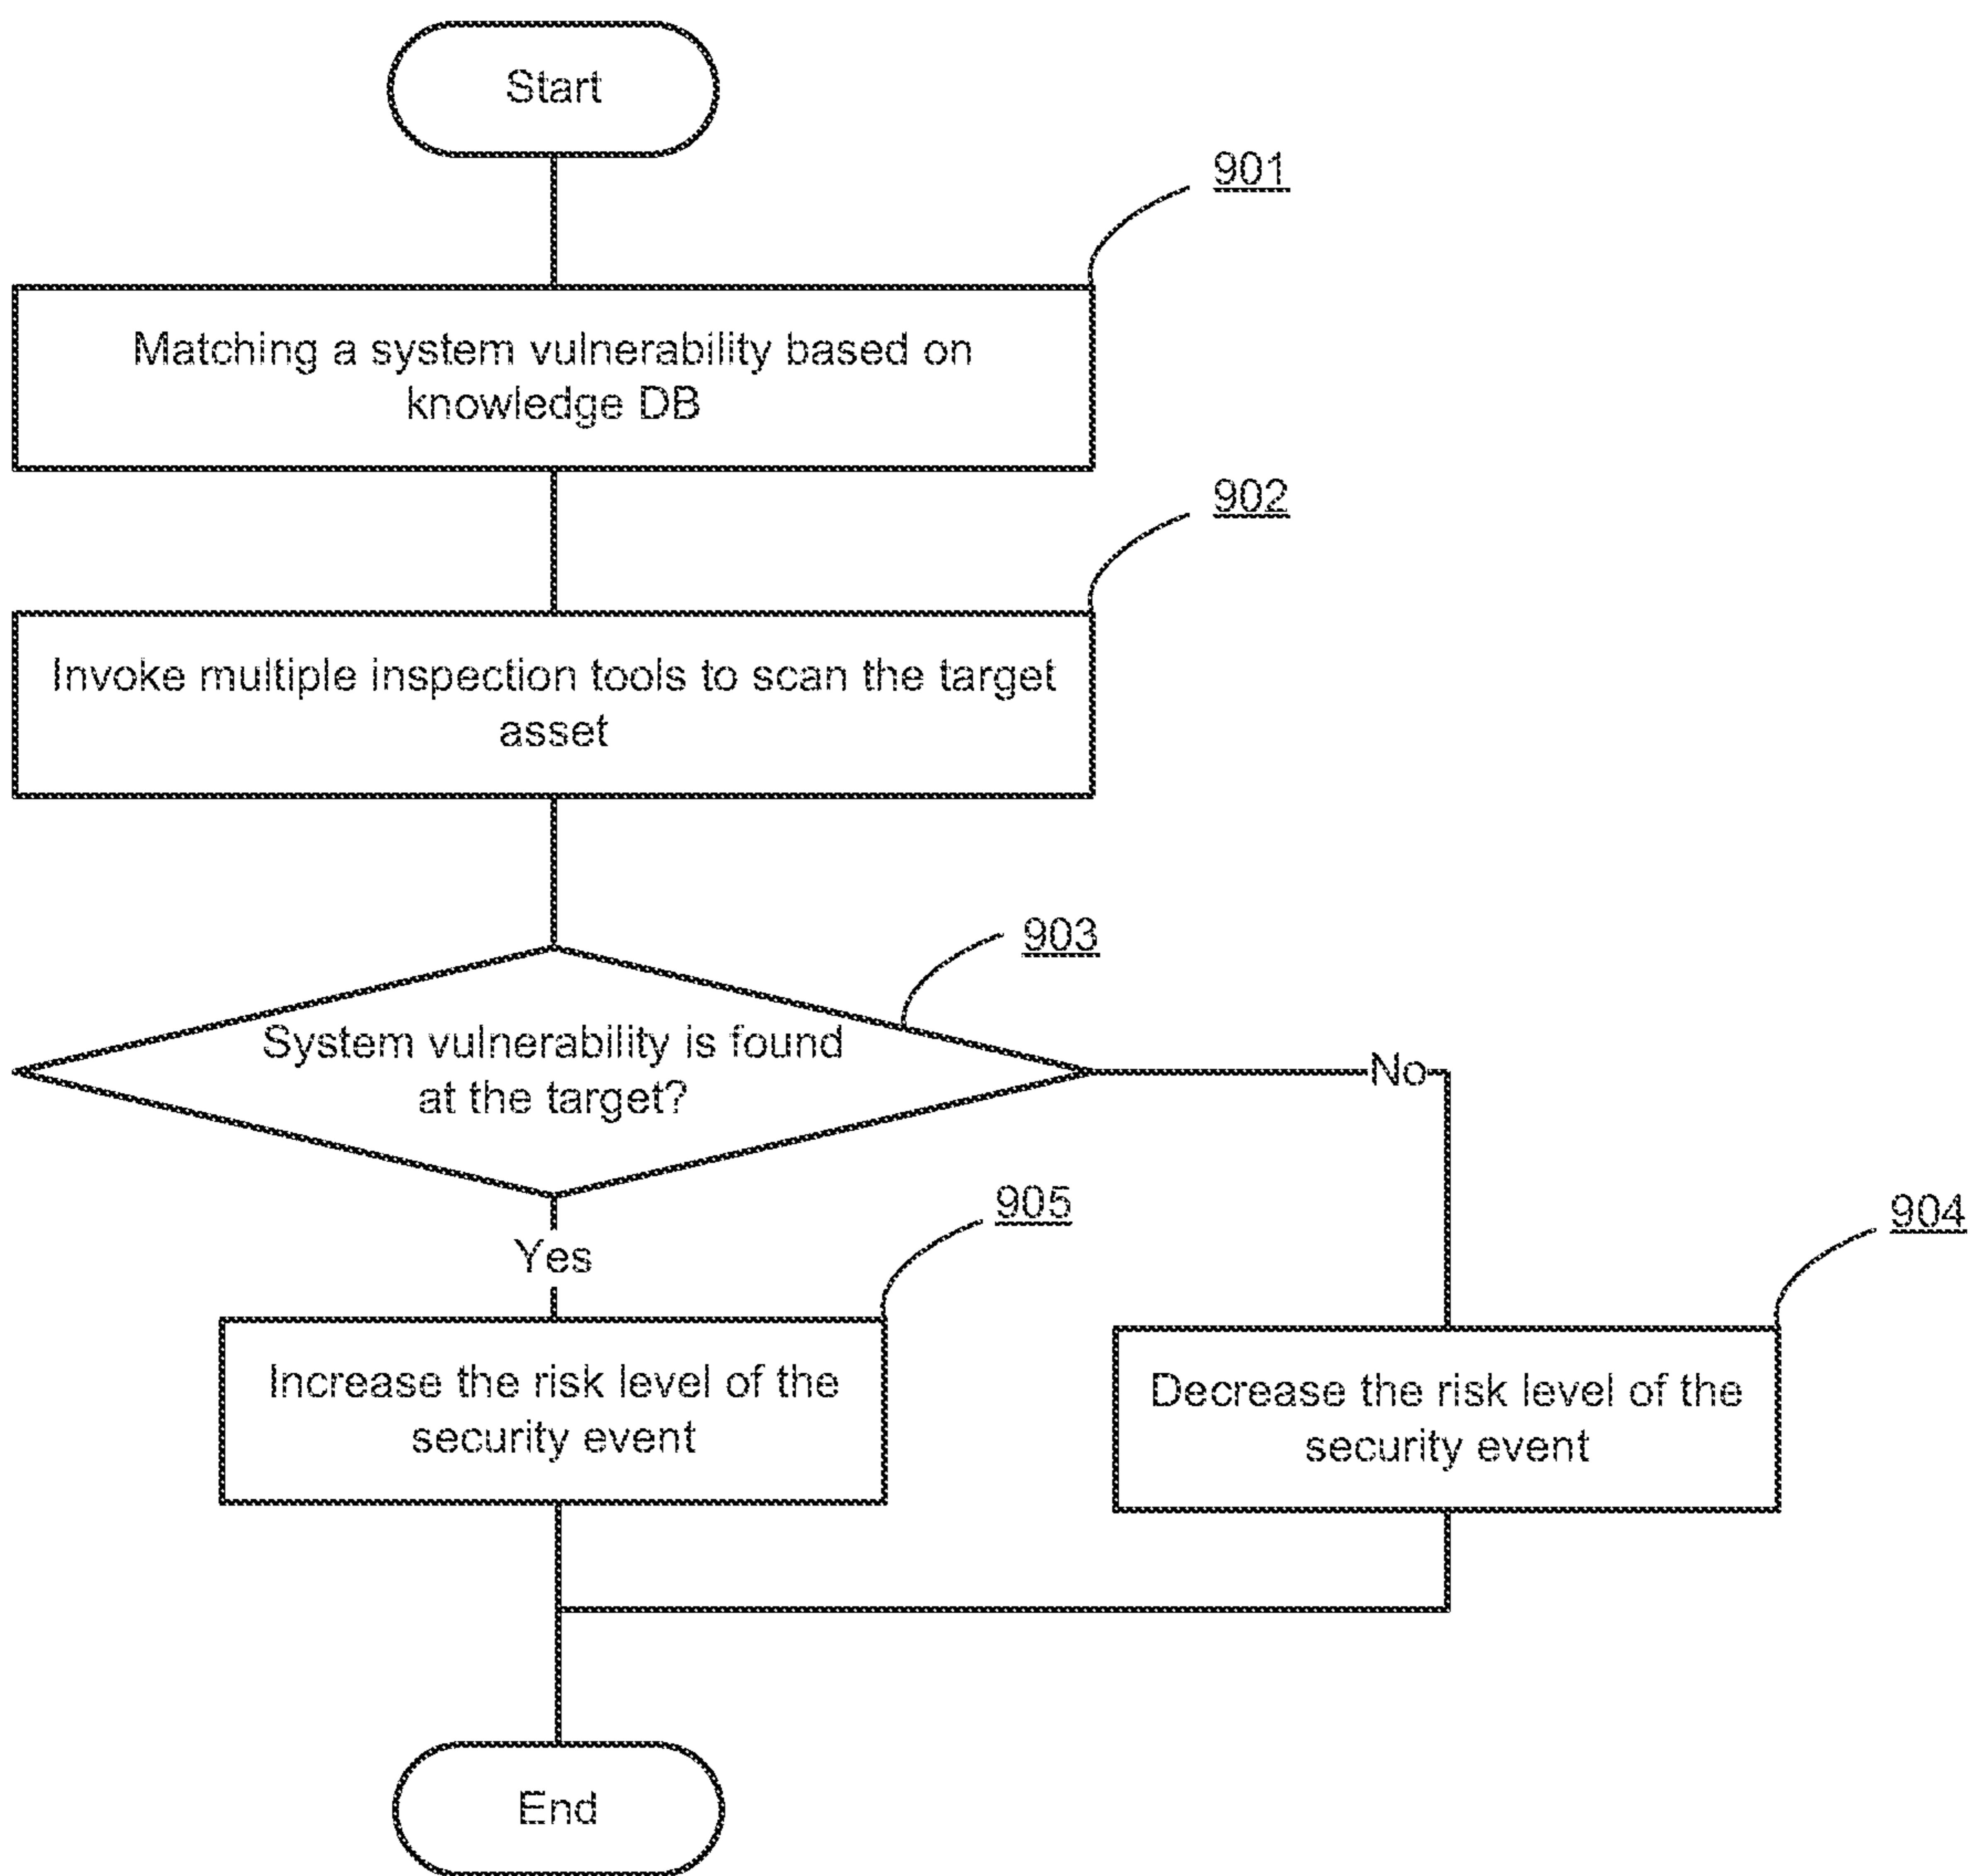 Start
901
Matching a system vulnerability based on
knowledge DB
902
Invoke multiple inspection tools to scan the target
asset
903
System vulnerability is found
at the target?
No
Yes
905
904
Increase the risk level of the
security event
Decrease the risk level of the
security event
End